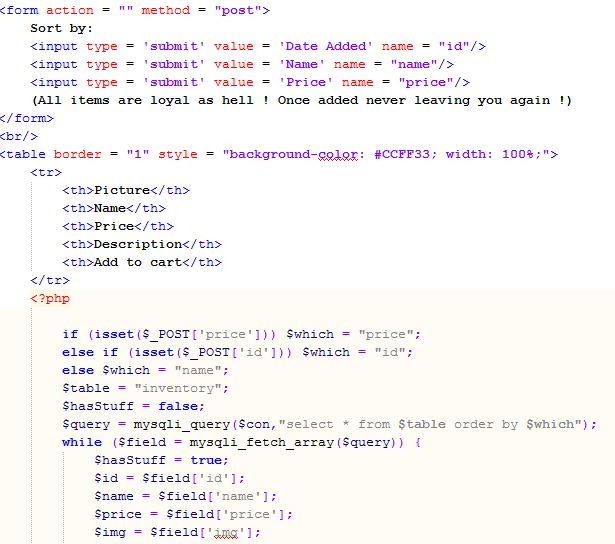 <form action = "" method = "post">
Sort by:
<input type = 'submit' value = 'Date Added' name = "id"/>
<input type = 'submit' value = 'Name' name = "name"/>
<input type = 'submit' value = 'Price' name = "price"/>
(All items are loyal as hell ! Once added never leaving you again !)
</form>
<br/>
<table border = "1" style = "background-color: #CCFF33; width: 100%;">
<tr>
<th>Picture</th>
<th>Name</th>
<th>Price</th>
<th>Description</th>
<th>Add to cart</th>
</tr>
<?php
if (isset($_POST['price'])) $which = "price";
else if (isset($_POST['id'])) $which = "id";
else $which = "name";
$table = "inventory";
$hasStuff = false;
$query = mysqli_query($con,"select * from $table order by $which");
while ($field = mysqli_fetch_array($query)) {
$hasStuff = true;
$id = $field['id'];
$name = $field['name'];
$price = $field['price'];
$img = $field['img'];